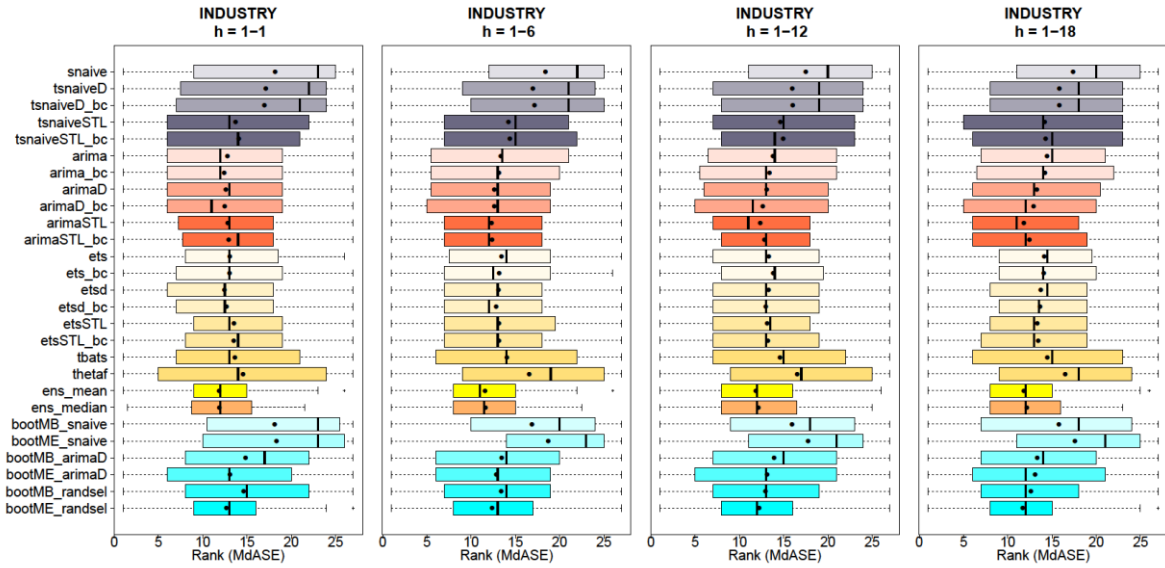 INDUSTRY
h = 1−1
INDUSTRY
h = 1−6
INDUSTRY
h = 1−12
INDUSTRY
h = 1−18
snaive
tsnaiveD
tsnaiveD_bc
tsnaiveSTL
tsnaiveSTL_bc
arima
arima_bc
arimaD
arimaD_bc
arimaSTL
arimaSTL_bc
ets
ets_bc
etsd
etsd_bc
etsSTL
etsSTL_bc
tbats
thetaf
ens_mean
ens_median
bootMB_snaive
bootME_snaive
bootMB_arimaD
bootME_arimaD
bootMB_randsel
bootME_randsel
0 5 10 15 20 25
Rank (MdASE)
0 5 10 15 20 25
Rank (MdASE)
0 5 10 15 20 25
Rank (MdASE)
0 5 10 15 20 25
Rank (MdASE)